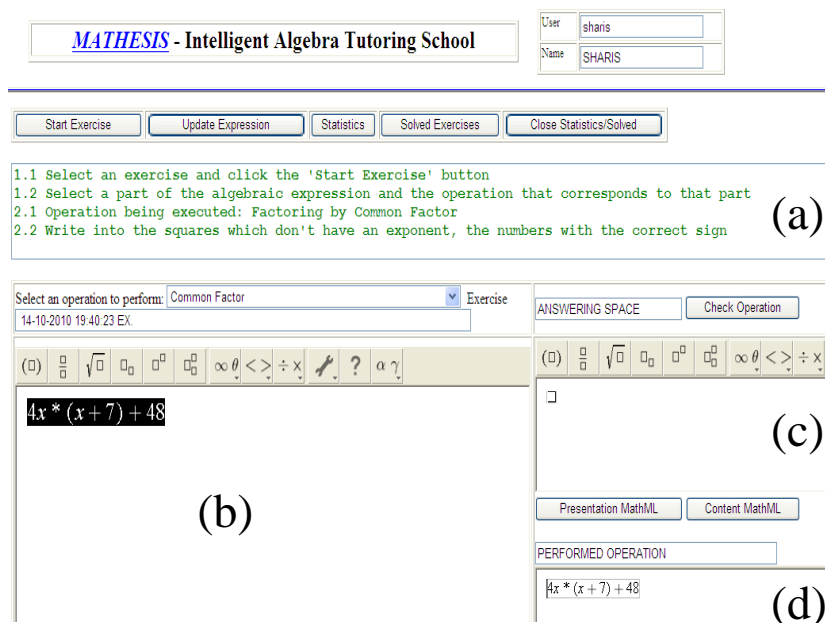 MATHESIS - Intelligent Algebra Tutoring School
User sharis
Name SHARIS
Start Exercise Update Expression Statistics Solved Exercises Close Statistics/Solved
1.1 Select an exercise and click the 'Start Exercise' button
1.2 Select a part of the algebraic expression and the operation that corresponds to that part
2.1 Operation being executed: Factoring by Common Factor
2.2 Write into the squares which don't have an exponent, the numbers with the correct sign
(a)
Select an operation to perform: Common Factor Exercise
14-10-2010 19:40:23 EX.
(□) □/□ √□ □□ □□ □□□ ∞θ <> ÷× ? αγ
4x * (x + 7) + 48
(b)
ANSWERING SPACE Check Operation
(□) □/□ √□ □□ □□ □□□ ∞θ <> ÷×
□
(c)
Presentation MathML Content MathML
PERFORMED OPERATION
4x * (x + 7) + 48
(d)